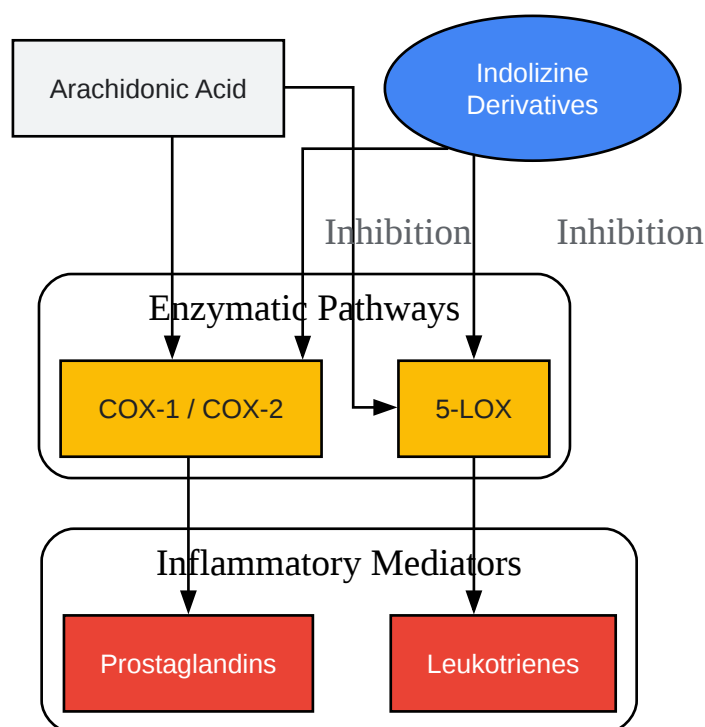 Arachidonic Acid
Indolizine
Derivatives
Inhibition
Inhibition
Enzymatic Pathways
COX-1 / COX-2
5-LOX
Inflammatory Mediators
Prostaglandins
Leukotrienes